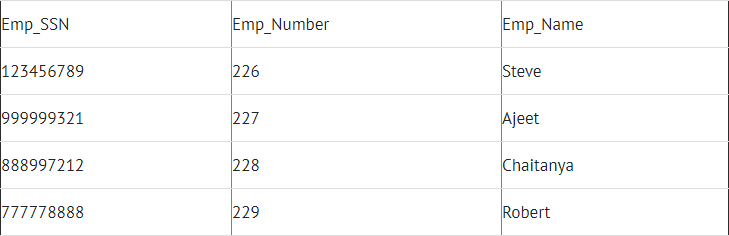 Emp_SSN Emp_Number Emp_Name
123456789 226 Steve
999999321 227 Ajeet
888997212 228 Chaitanya
777778888 229 Robert